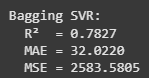 Bagging SVR:
R² = 0.7827
MAE = 32.0220
MSE = 2583.5805